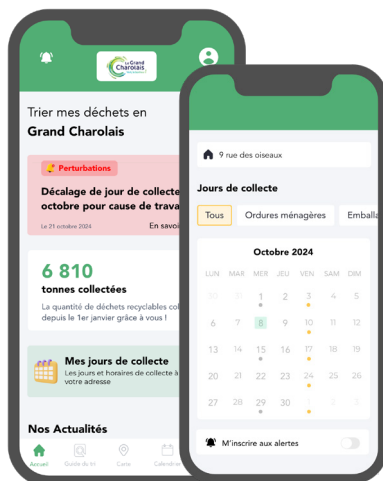 Le Grand
Charolais
Trier mes déchets en
Grand Charolais
Perturbations
Décalage de jour de collecte
octobre pour cause de trava
Le 21 octobre 2024
En savoi
6 810
tonnes collectées
La quantité de déchets recyclables col
depuis le 1er janvier grâce à vous !
Mes jours de collecte
Les jours et horaires de collecte à
votre adresse
Nos Actualités
Accueil
Guide du tri
Carte
Calendrier
9 rue des oiseaux
Jours de collecte
Tous
Ordures ménagères
Emballa
Octobre 2024
LUN MAR MER JEU VEN SAM DIM
30 31 1 2 3 4 5
6 7 8 9 10 11 12
13 14 15 16 17 18 19
20 21 22 23 24 25 26
27 28 29 30 1 2 3
M'inscrire aux alertes